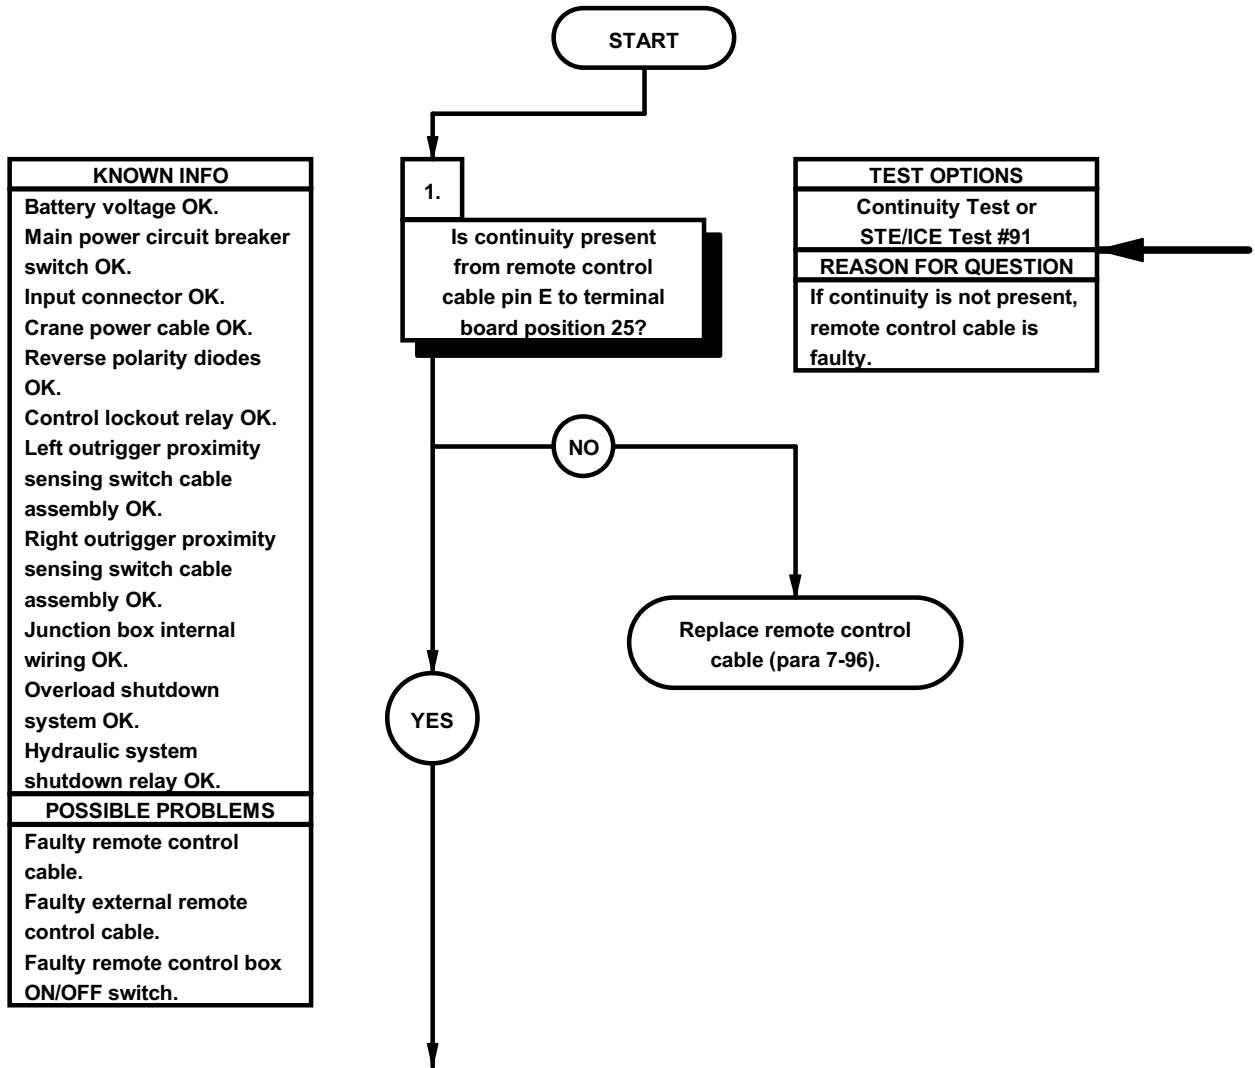 START
KNOWN INFO
Battery voltage OK.
Main power circuit breaker
switch OK.
Input connector OK.
Crane power cable OK.
Reverse polarity diodes
OK.
Control lockout relay OK.
Left outrigger proximity
sensing switch cable
assembly OK.
Right outrigger proximity
sensing switch cable
assembly OK.
Junction box internal
wiring OK.
Overload shutdown
system OK.
Hydraulic system
shutdown relay OK.
POSSIBLE PROBLEMS
Faulty remote control
cable.
Faulty external remote
control cable.
Faulty remote control box
ON/OFF switch.
1.
Is continuity present
from remote control
cable pin E to terminal
board position 25?
TEST OPTIONS
Continuity Test or
STE/ICE Test #91
REASON FOR QUESTION
If continuity is not present,
remote control cable is
faulty.
NO
Replace remote control
cable (para 7-96).
YES